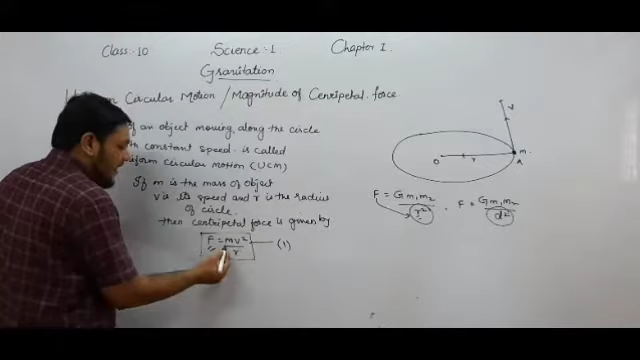 Class:-10 Science:-1 Chapter I.
Gravitation
Circular Motion / Magnitude of Centripetal force
of an object moving along the circle
constant speed is called
Uniform Circular motion (UCM)
If m is the mass of object
v is its speed and r is the radius
of circle.
then centripetal force is given by
F = mv²/r (1)
v
m
O r A
F = Gm₁m₂/r² . F = Gm₁m₂/d²